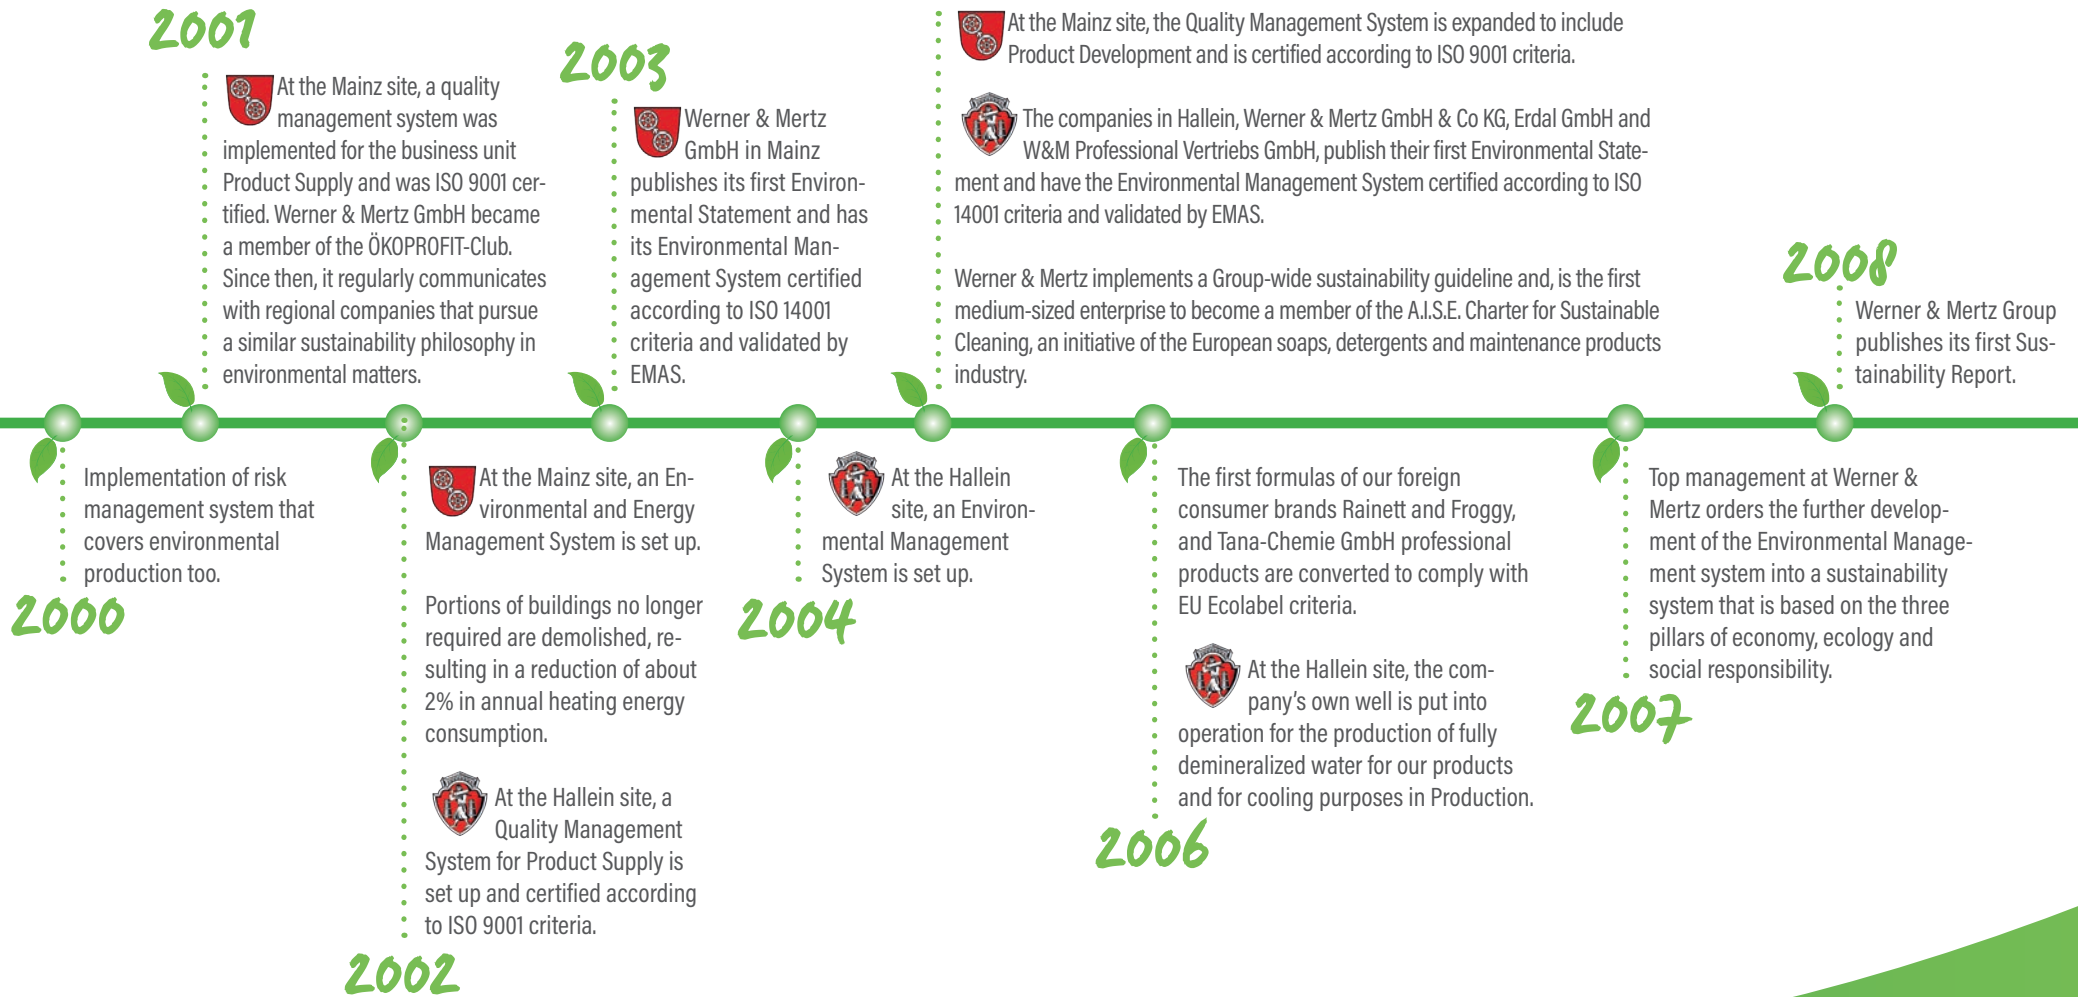 2000
Implementation of risk
management system that
covers environmental
production too.
2001
At the Mainz site, a quality
management system was
implemented for the business unit
Product Supply and was ISO 9001 cer-
tified. Werner & Mertz GmbH became
a member of the ÖKOPROFIT-Club.
Since then, it regularly communicates
with regional companies that pursue
a similar sustainability philosophy in
environmental matters.
2002
At the Mainz site, an En-
vironmental and Energy
Management System is set up.
Portions of buildings no longer
required are demolished, re-
sulting in a reduction of about
2% in annual heating energy
consumption.
At the Hallein site, a
Quality Management
System for Product Supply is
set up and certified according
to ISO 9001 criteria.
2003
Werner & Mertz
GmbH in Mainz
publishes its first Environ-
mental Statement and has
its Environmental Man-
agement System certified
according to ISO 14001
criteria and validated by
EMAS.
2004
At the Hallein
site, an Environ-
mental Management
System is set up.
At the Mainz site, the Quality Management System is expanded to include
Product Development and is certified according to ISO 9001 criteria.
The companies in Hallein, Werner & Mertz GmbH & Co KG, Erdal GmbH and
W&M Professional Vertriebs GmbH, publish their first Environmental State-
ment and have the Environmental Management System certified according to ISO
14001 criteria and validated by EMAS.
Werner & Mertz implements a Group-wide sustainability guideline and, is the first
medium-sized enterprise to become a member of the A.I.S.E. Charter for Sustainable
Cleaning, an initiative of the European soaps, detergents and maintenance products
industry.
2006
The first formulas of our foreign
consumer brands Rainett and Froggy,
and Tana-Chemie GmbH professional
products are converted to comply with
EU Ecolabel criteria.
At the Hallein site, the com-
pany's own well is put into
operation for the production of fully
demineralized water for our products
and for cooling purposes in Production.
2007
Top management at Werner &
Mertz orders the further develop-
ment of the Environmental Manage-
ment system into a sustainability
system that is based on the three
pillars of economy, ecology and
social responsibility.
2008
Werner & Mertz Group
publishes its first Sus-
tainability Report.